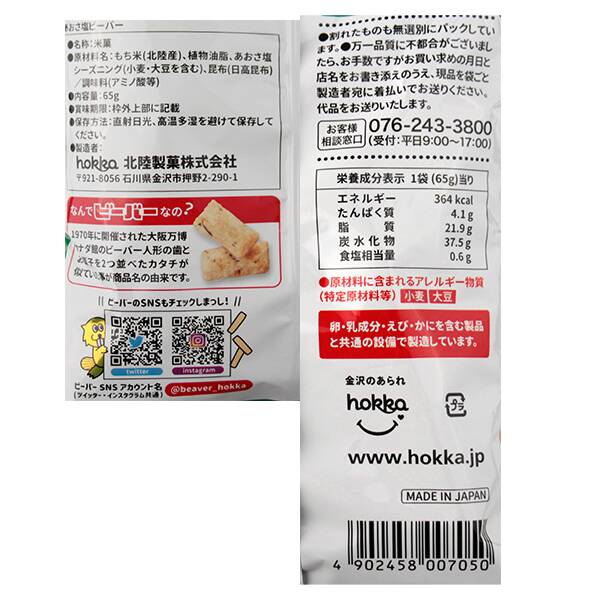 あおさ塩ビーバー
●名称:米菓
●原材料名:もち米(北陸産)、植物油脂、あおさ塩
シーズニング(小麦・大豆を含む)、昆布(日高昆布)
/調味料(アミノ酸等)
●内容量:65g
●賞味期限:枠外上部に記載
●保存方法:直射日光、高温多湿を避けて保存して
ください。
●製造者:
hokka 北陸製菓株式会社
〒921-8056 石川県金沢市押野2-290-1
なんでビーバーなの?
1970年に開催された大阪万博
カナダ館のビーバー人形の歯と
を2つ並べたカタチが
似てい が商品名の由来です。
ビーバーのSNSもチェックしまっし!
twitter
instagram
ビーバー SNS アカウント名
(ツイッター・インスタグラム共通)
@beaver_hokka
●割れたものも無選別にパックしてい
ます。●万一品質に不都合がございまし
たら、お手数ですがお買い求めの月日と
店名をお書き添えのうえ、現品を袋ごと
製造者宛に着払いでお送りください。
代品をお送りいたします。
お客様
相談窓口
076-243-3800
(受付:平日9:00~17:00)
栄養成分表示 1袋(65g)当り
エネルギー 364 kcal
たんぱく質 4.1 g
脂質 21.9 g
炭水化物 37.5 g
食塩相当量 0.6 g
●原材料に含まれるアレルギー物質
(特定原材料等) 小麦 大豆
卵・乳成分・えび・かにを含む製品
と共通の設備で製造しています。
金沢のあられ
hokka
プラ
www.hokka.jp
MADE IN JAPAN
4 902458 007050